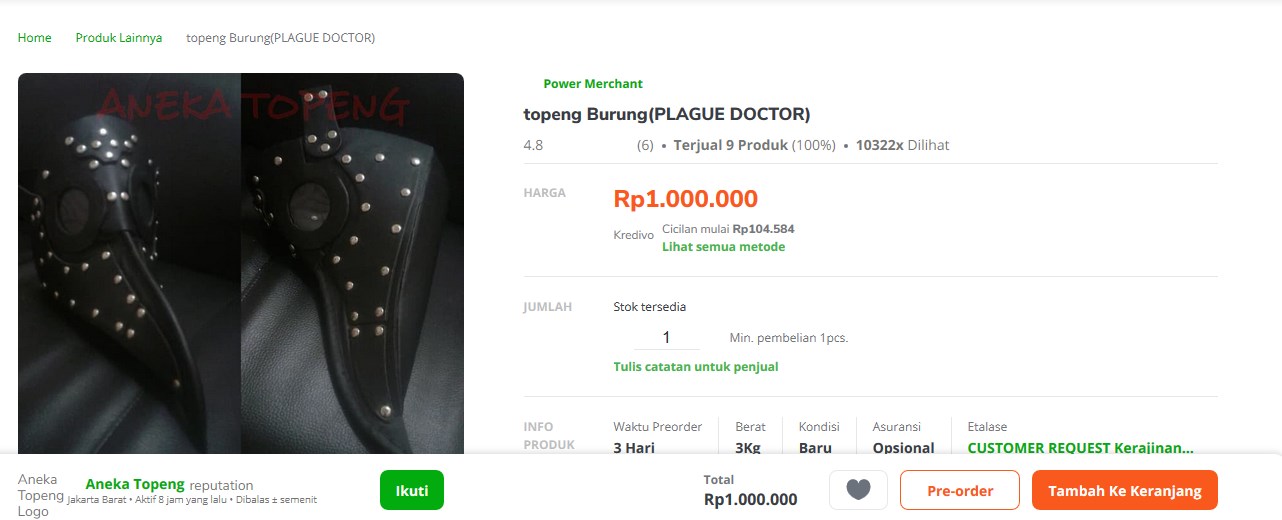 Home Produk Lainnya topeng Burung(PLAGUE DOCTOR)
ANEKA TOPENG
Power Merchant
topeng Burung(PLAGUE DOCTOR)
4.8 (6) • Terjual 9 Produk (100%) • 10322x Dilihat
HARGA
Rp1.000.000
Kredivo Cicilan mulai Rp104.584
Lihat semua metode
JUMLAH Stok tersedia
1 Min. pembelian 1pcs.
Tulis catatan untuk penjual
INFO PRODUK
Waktu Preorder Berat Kondisi Asuransi Etalase
3 Hari 3Kg Baru Opsional CUSTOMER REQUEST Kerajinan...
Aneka Topeng Logo
Aneka Topeng reputation
Jakarta Barat • Aktif 8 jam yang lalu • Dibalas ± semenit
Ikuti
Total
Rp1.000.000
Pre-order
Tambah Ke Keranjang